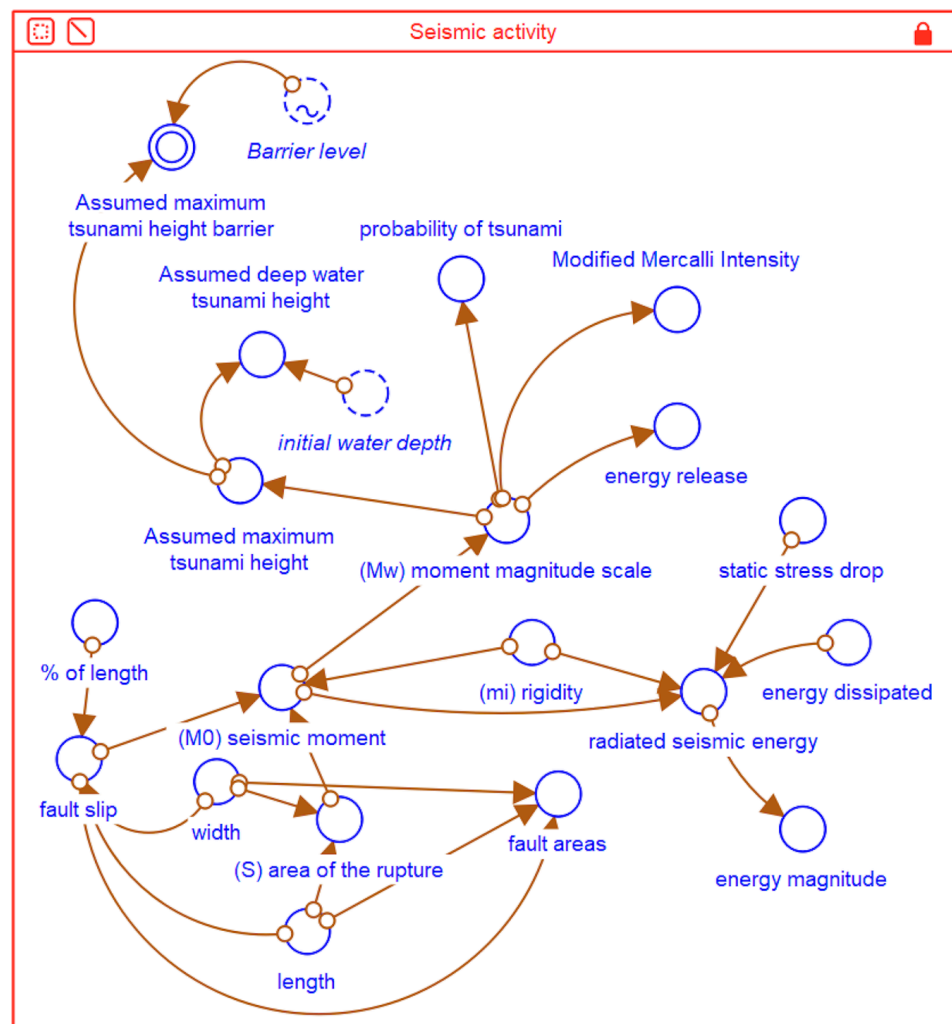 Seismic activity
Barrier level
Assumed maximum
tsunami height barrier
probability of tsunami
Modified Mercalli Intensity
Assumed deep water
tsunami height
initial water depth
energy release
Assumed maximum
tsunami height
(Mw) moment magnitude scale
static stress drop
% of length
(mi) rigidity
energy dissipated
(M0) seismic moment
radiated seismic energy
fault slip
width
fault areas
(S) area of the rupture
energy magnitude
length